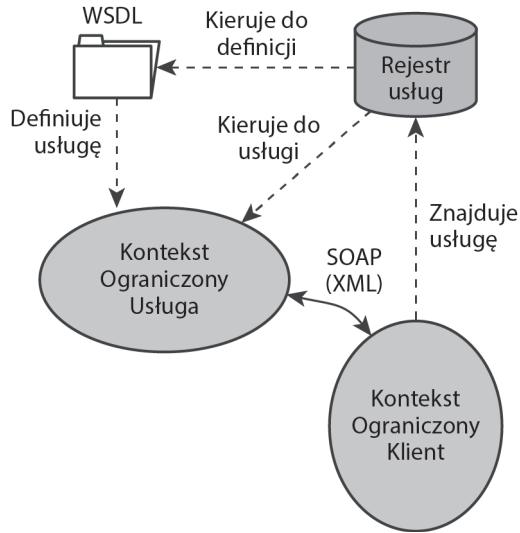 WSDL
Kieruje do
definicji
Rejestr
usług
Definiuje
usługę
Kieruje do
usługi
Znajduje
usługę
Kontekst
Ograniczony
Usługa
SOAP
(XML)
Kontekst
Ograniczony
Klient